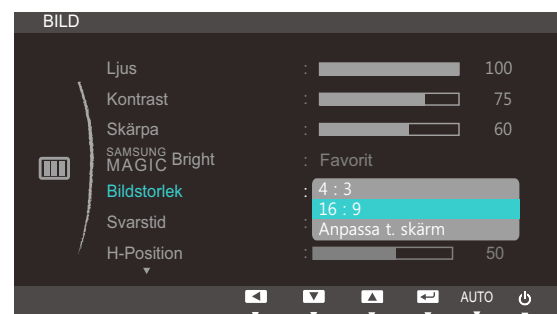 BILD
Ljus : 100
Kontrast : 75
Skärpa : 60
SAMSUNG MAGIC Bright : Favorit
Bildstorlek : 4 : 3
16 : 9
Svarstid : Anpassa t. skärm
H-Position : 50
AUTO